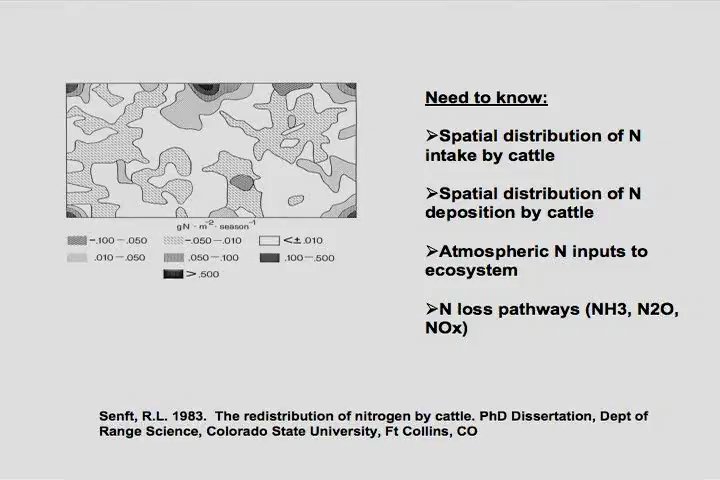 Need to know:
➢Spatial distribution of N
intake by cattle
➢Spatial distribution of N
deposition by cattle
➢Atmospheric N inputs to
ecosystem
➢N loss pathways (NH3, N2O,
NOx)
gN · m⁻² · season⁻¹
-.100 – .050 -.050 – .010 <± .010
.010 – .050 .050 – .100 .100 – .500
> .500
Senft, R.L. 1983. The redistribution of nitrogen by cattle. PhD Dissertation, Dept of
Range Science, Colorado State University, Ft Collins, CO